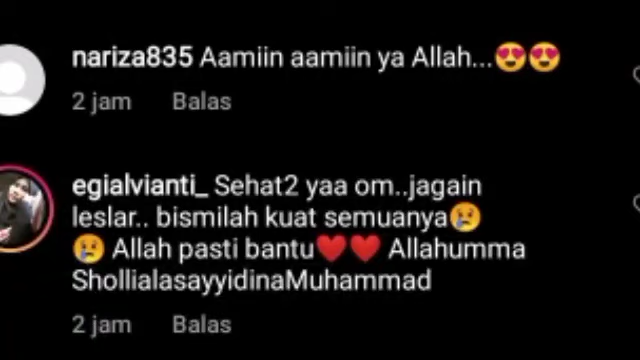 nariza835 Aamiin aamiin ya Allah...😍😍
2 jam Balas
egialvianti_ Sehat2 yaa om..jagain
leslar.. bismilah kuat semuanya😢
😢 Allah pasti bantu❤️❤️ Allahumma
ShollialasayyidinaMuhammad
2 jam Balas